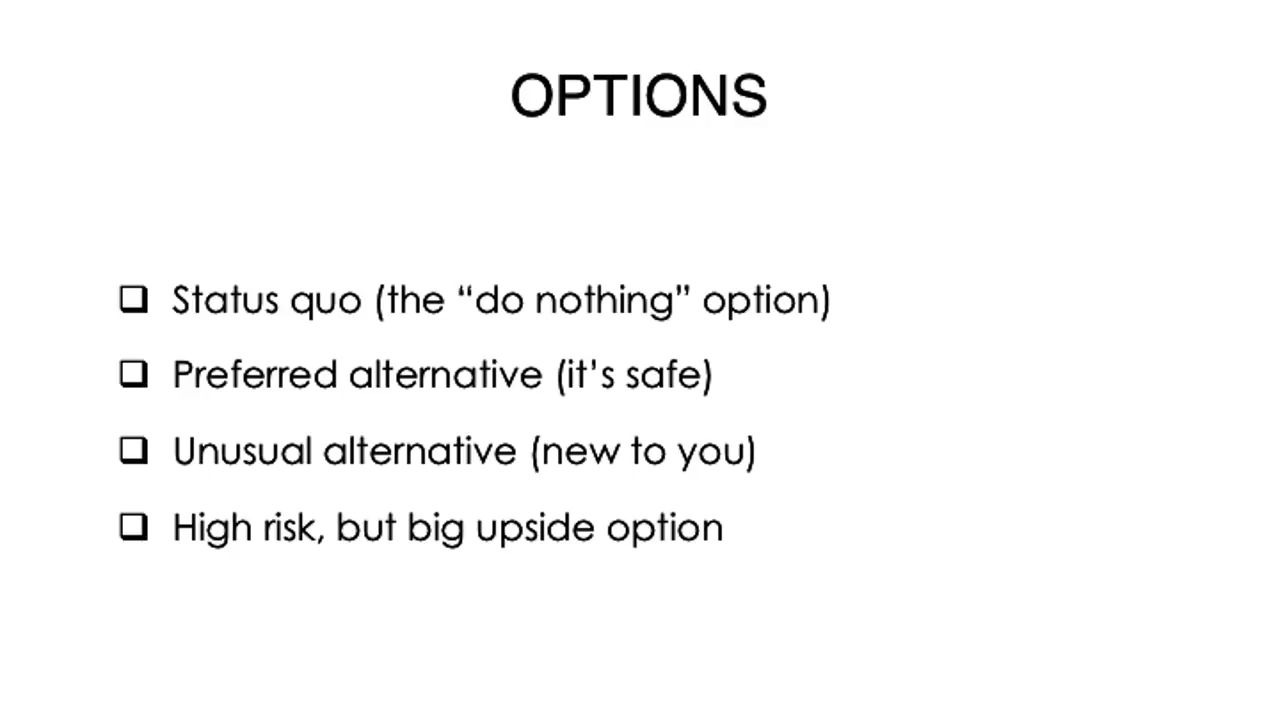 OPTIONS
❑ Status quo (the “do nothing” option)
❑ Preferred alternative (it’s safe)
❑ Unusual alternative (new to you)
❑ High risk, but big upside option